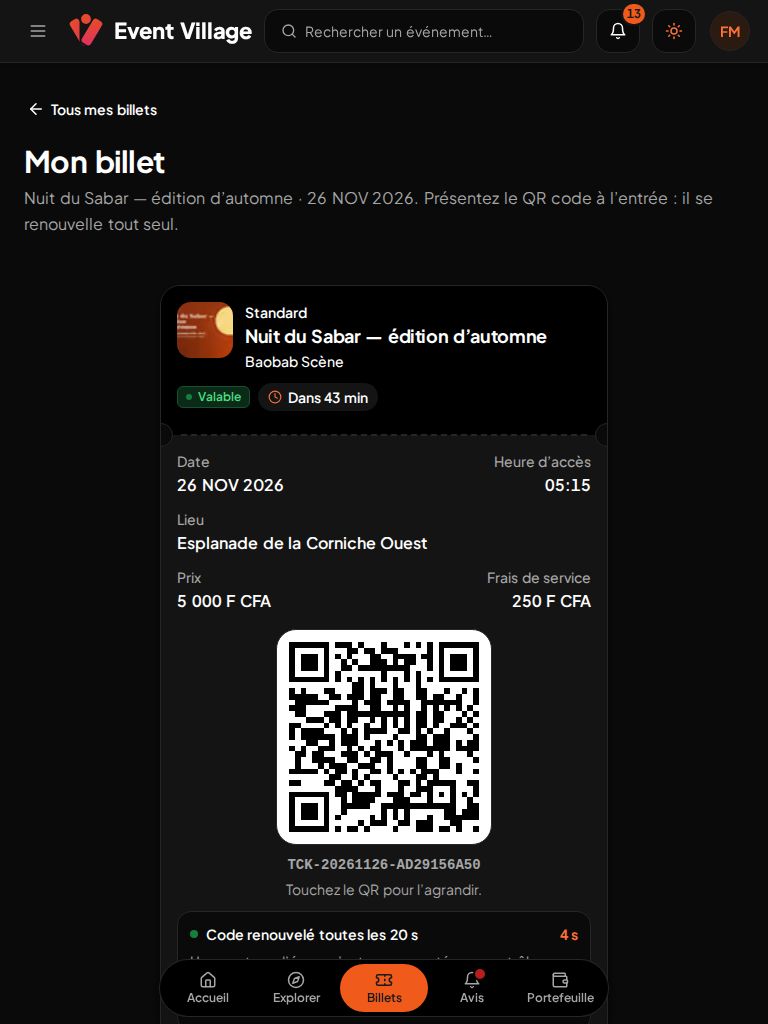 Event Village
Rechercher un événement…
13
FM
Tous mes billets
Mon billet
Nuit du Sabar — édition d’automne · 26 NOV 2026. Présentez le QR code à l’entrée : il se
renouvelle tout seul.
Standard
Nuit du Sabar — édition d’automne
Baobab Scène
Valable
Dans 43 min
Date
Heure d’accès
26 NOV 2026
05:15
Lieu
Esplanade de la Corniche Ouest
Prix
Frais de service
5 000 F CFA
250 F CFA
TCK-20261126-AD29156A50
Touchez le QR pour l’agrandir.
Code renouvelé toutes les 20 s
4 s
Accueil
Explorer
Billets
Avis
Portefeuille